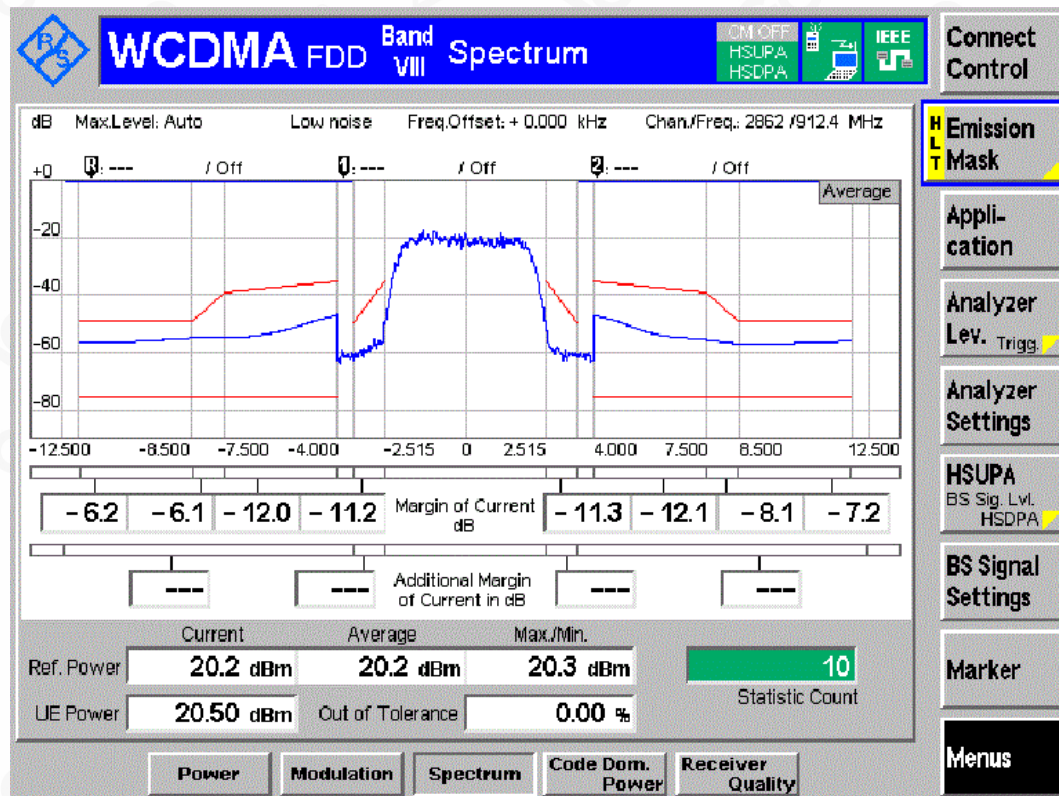 R&S
WCDMA FDD Band VIII Spectrum
CM OFF
HSUPA
HSDPA
IEEE
Connect Control
dB Max.Level: Auto Low noise Freq.Offset: + 0.000 kHz Chan./Freq.: 2862 /912.4 MHz
HLT Emission Mask
R: --- / Off 1: --- / Off 2: --- / Off
+0
Average
-20
-40
-60
-80
-12.500 -8.500 -7.500 -4.000 -2.515 0 2.515 4.000 7.500 8.500 12.500
- 6.2 - 6.1 - 12.0 - 11.2 Margin of Current dB - 11.3 - 12.1 - 8.1 - 7.2
--- --- Additional Margin of Current in dB --- ---
Current Average Max./Min.
Ref. Power 20.2 dBm 20.2 dBm 20.3 dBm 10
Statistic Count
UE Power 20.50 dBm Out of Tolerance 0.00 %
Appli-
cation
Analyzer
Lev. Trigg.
Analyzer
Settings
HSUPA
BS Sig. Lvl.
HSDPA
BS Signal
Settings
Marker
Menus
Power Modulation Spectrum Code Dom. Power Receiver Quality